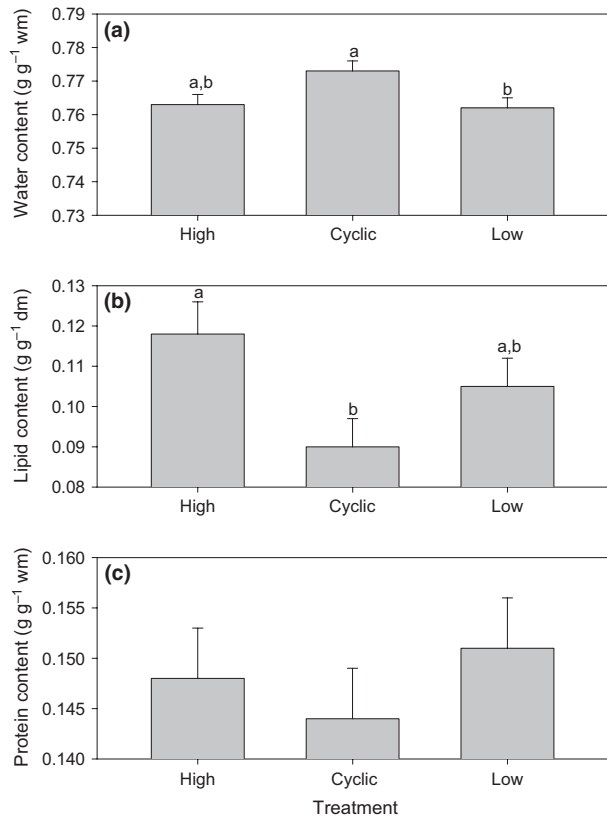 (a)
Water content (g g⁻¹ wm)
0.79
0.78
0.77
0.76
0.75
0.74
0.73
a,b
a
b
High Cyclic Low
(b)
Lipid content (g g⁻¹ dm)
0.13
0.12
0.11
0.10
0.09
0.08
a
b
a,b
High Cyclic Low
(c)
Protein content (g g⁻¹ wm)
0.160
0.155
0.150
0.145
0.140
High Cyclic Low
Treatment